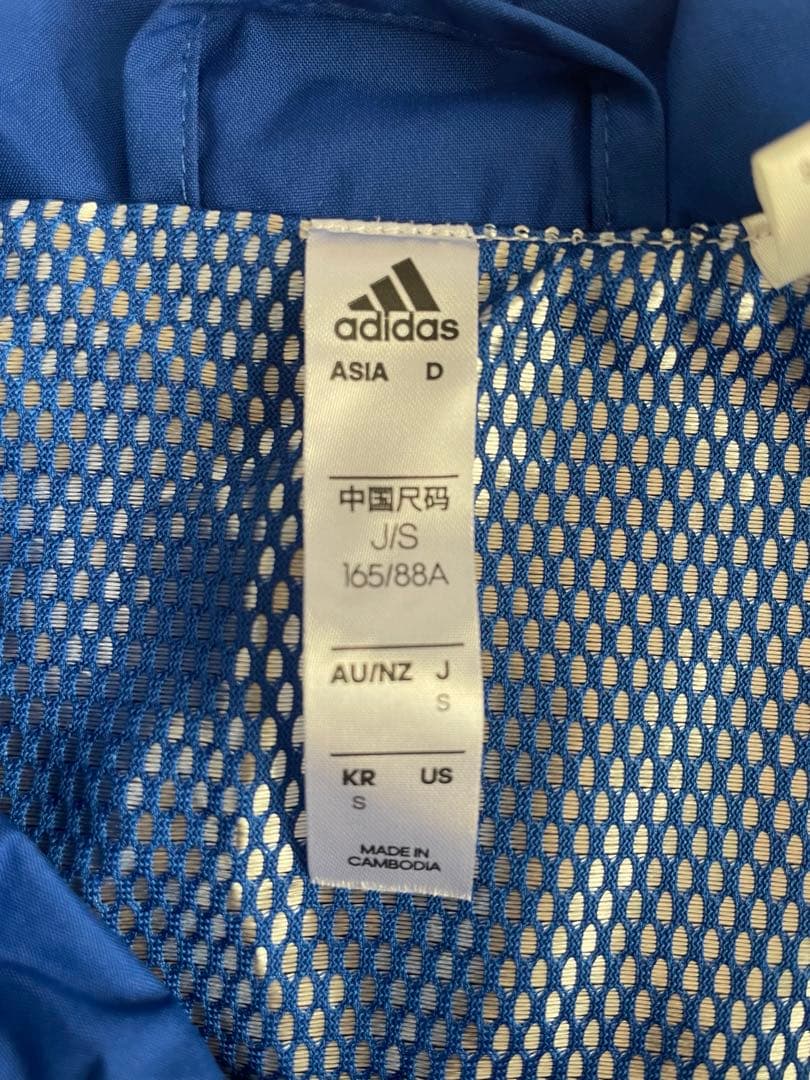 adidas
ASIA D
中国尺码
J/S
165/88A
AU/NZ J
S
KR US
S
MADE IN
CAMBODIA